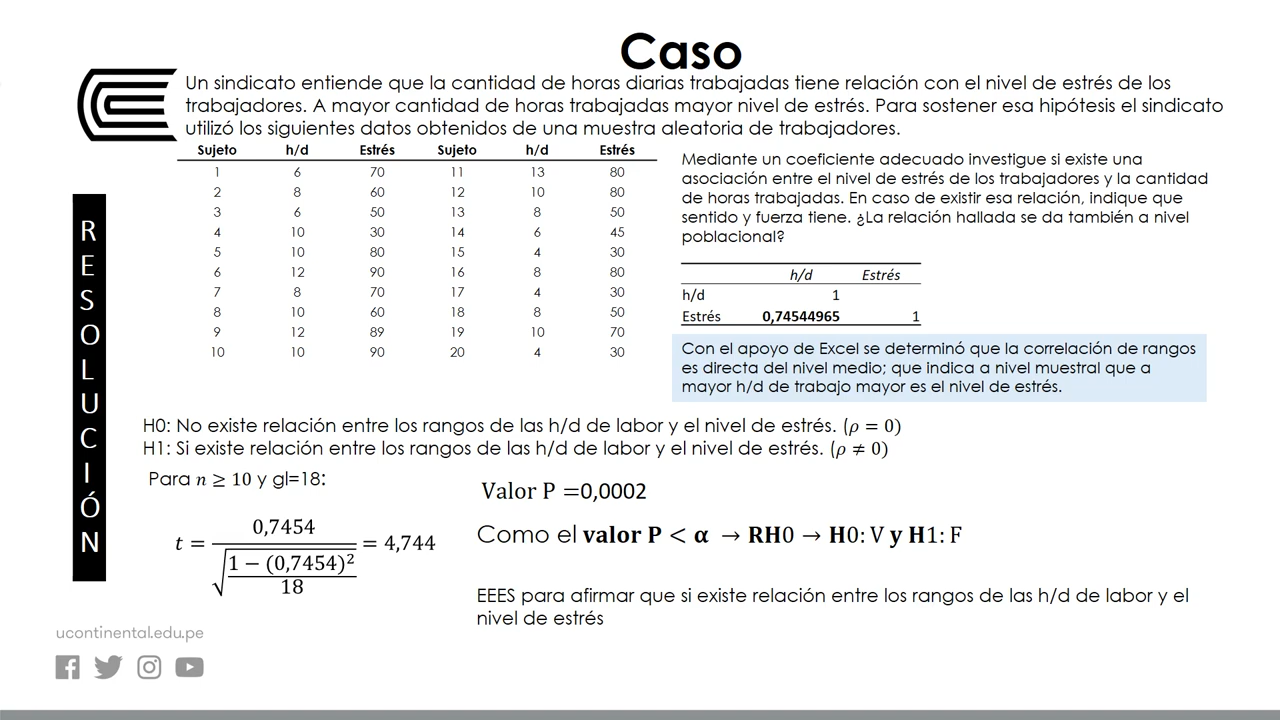 Caso
Un sindicato entiende que la cantidad de horas diarias trabajadas tiene relación con el nivel de estrés de los
trabajadores. A mayor cantidad de horas trabajadas mayor nivel de estrés. Para sostener esa hipótesis el sindicato
utilizó los siguientes datos obtenidos de una muestra aleatoria de trabajadores.
Sujeto h/d Estrés Sujeto h/d Estrés
1 6 70 11 13 80
2 8 60 12 10 80
3 6 50 13 8 50
4 10 30 14 6 45
5 10 80 15 4 30
6 12 90 16 8 80
7 8 70 17 4 30
8 10 60 18 8 50
9 12 89 19 10 70
10 10 90 20 4 30
Mediante un coeficiente adecuado investigue si existe una
asociación entre el nivel de estrés de los trabajadores y la cantidad
de horas trabajadas. En caso de existir esa relación, indique que
sentido y fuerza tiene. ¿La relación hallada se da también a nivel
poblacional?
h/d Estrés
h/d 1
Estrés 0,74544965 1
Con el apoyo de Excel se determinó que la correlación de rangos
es directa del nivel medio; que indica a nivel muestral que a
mayor h/d de trabajo mayor es el nivel de estrés.
RESOLUCIÓN
H0: No existe relación entre los rangos de las h/d de labor y el nivel de estrés. (ρ = 0)
H1: Si existe relación entre los rangos de las h/d de labor y el nivel de estrés. (ρ ≠ 0)
Para n ≥ 10 y gl=18:
t = 0,7454 / √((1 − (0,7454)²) / 18) = 4,744
Valor P =0,0002
Como el valor P < α → RH0 → H0: V y H1: F
EEES para afirmar que si existe relación entre los rangos de las h/d de labor y el
nivel de estrés
ucontinental.edu.pe